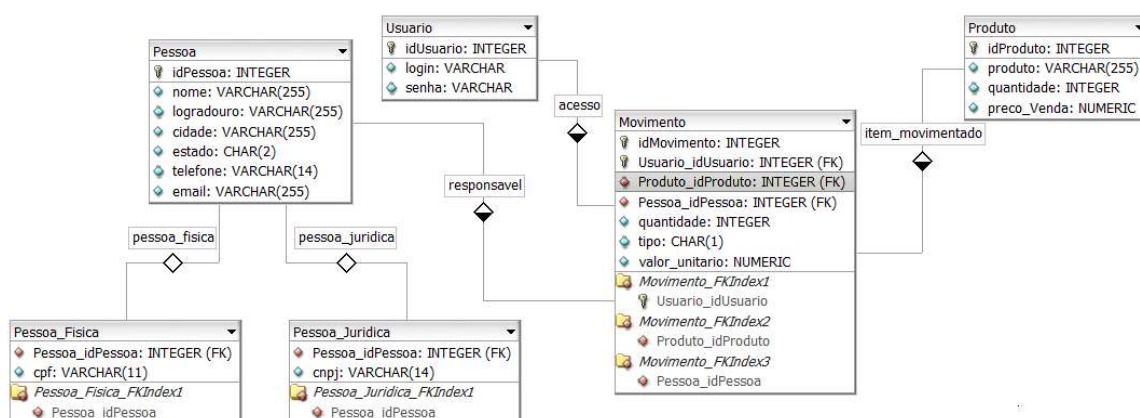 Usuario
idUsuario: INTEGER
login: VARCHAR
senha: VARCHAR
Produto
idProduto: INTEGER
produto: VARCHAR(255)
quantidade: INTEGER
preco_Venda: NUMERIC
Pessoa
idPessoa: INTEGER
nome: VARCHAR(255)
logradouro: VARCHAR(255)
cidade: VARCHAR(255)
estado: CHAR(2)
telefone: VARCHAR(14)
email: VARCHAR(255)
acesso
item_movimentado
responsavel
Movimento
idMovimento: INTEGER
Usuario_idUsuario: INTEGER (FK)
Produto_idProduto: INTEGER (FK)
Pessoa_idPessoa: INTEGER (FK)
quantidade: INTEGER
tipo: CHAR(1)
valor_unitario: NUMERIC
Movimento_FKIndex1
Usuario_idUsuario
Movimento_FKIndex2
Produto_idProduto
Movimento_FKIndex3
Pessoa_idPessoa
pessoa_fisica
pessoa_juridica
Pessoa_Fisica
Pessoa_idPessoa: INTEGER (FK)
cpf: VARCHAR(11)
Pessoa_Fisica_FKIndex1
Pessoa_idPessoa
Pessoa_Juridica
Pessoa_idPessoa: INTEGER (FK)
cnpj: VARCHAR(14)
Pessoa_Juridica_FKIndex1
Pessoa_idPessoa